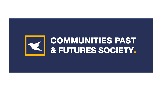 COMMUNITIES PAST
& FUTURES SOCIETY.